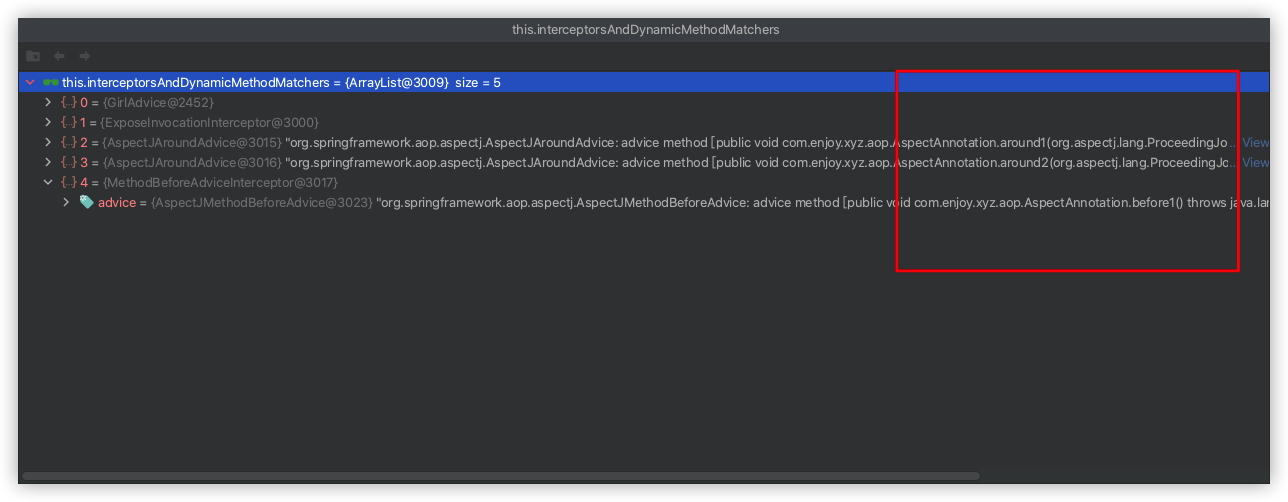 this.interceptorsAndDynamicMethodMatchers
this.interceptorsAndDynamicMethodMatchers = {ArrayList@3009} size = 5
{...} 0 = {GirlAdvice@2452}
{...} 1 = {ExposeInvocationInterceptor@3000}
{...} 2 = {AspectJAroundAdvice@3015} "org.springframework.aop.aspectj.AspectJAroundAdvice: advice method [public void com.enjoy.xyz.aop.AspectAnnotation.around1(org.aspectj.lang.ProceedingJo... View
{...} 3 = {AspectJAroundAdvice@3016} "org.springframework.aop.aspectj.AspectJAroundAdvice: advice method [public void com.enjoy.xyz.aop.AspectAnnotation.around2(org.aspectj.lang.ProceedingJo... View
{...} 4 = {MethodBeforeAdviceInterceptor@3017}
advice = {AspectJMethodBeforeAdvice@3023} "org.springframework.aop.aspectj.AspectJMethodBeforeAdvice: advice method [public void com.enjoy.xyz.aop.AspectAnnotation.before1() throws java.lan